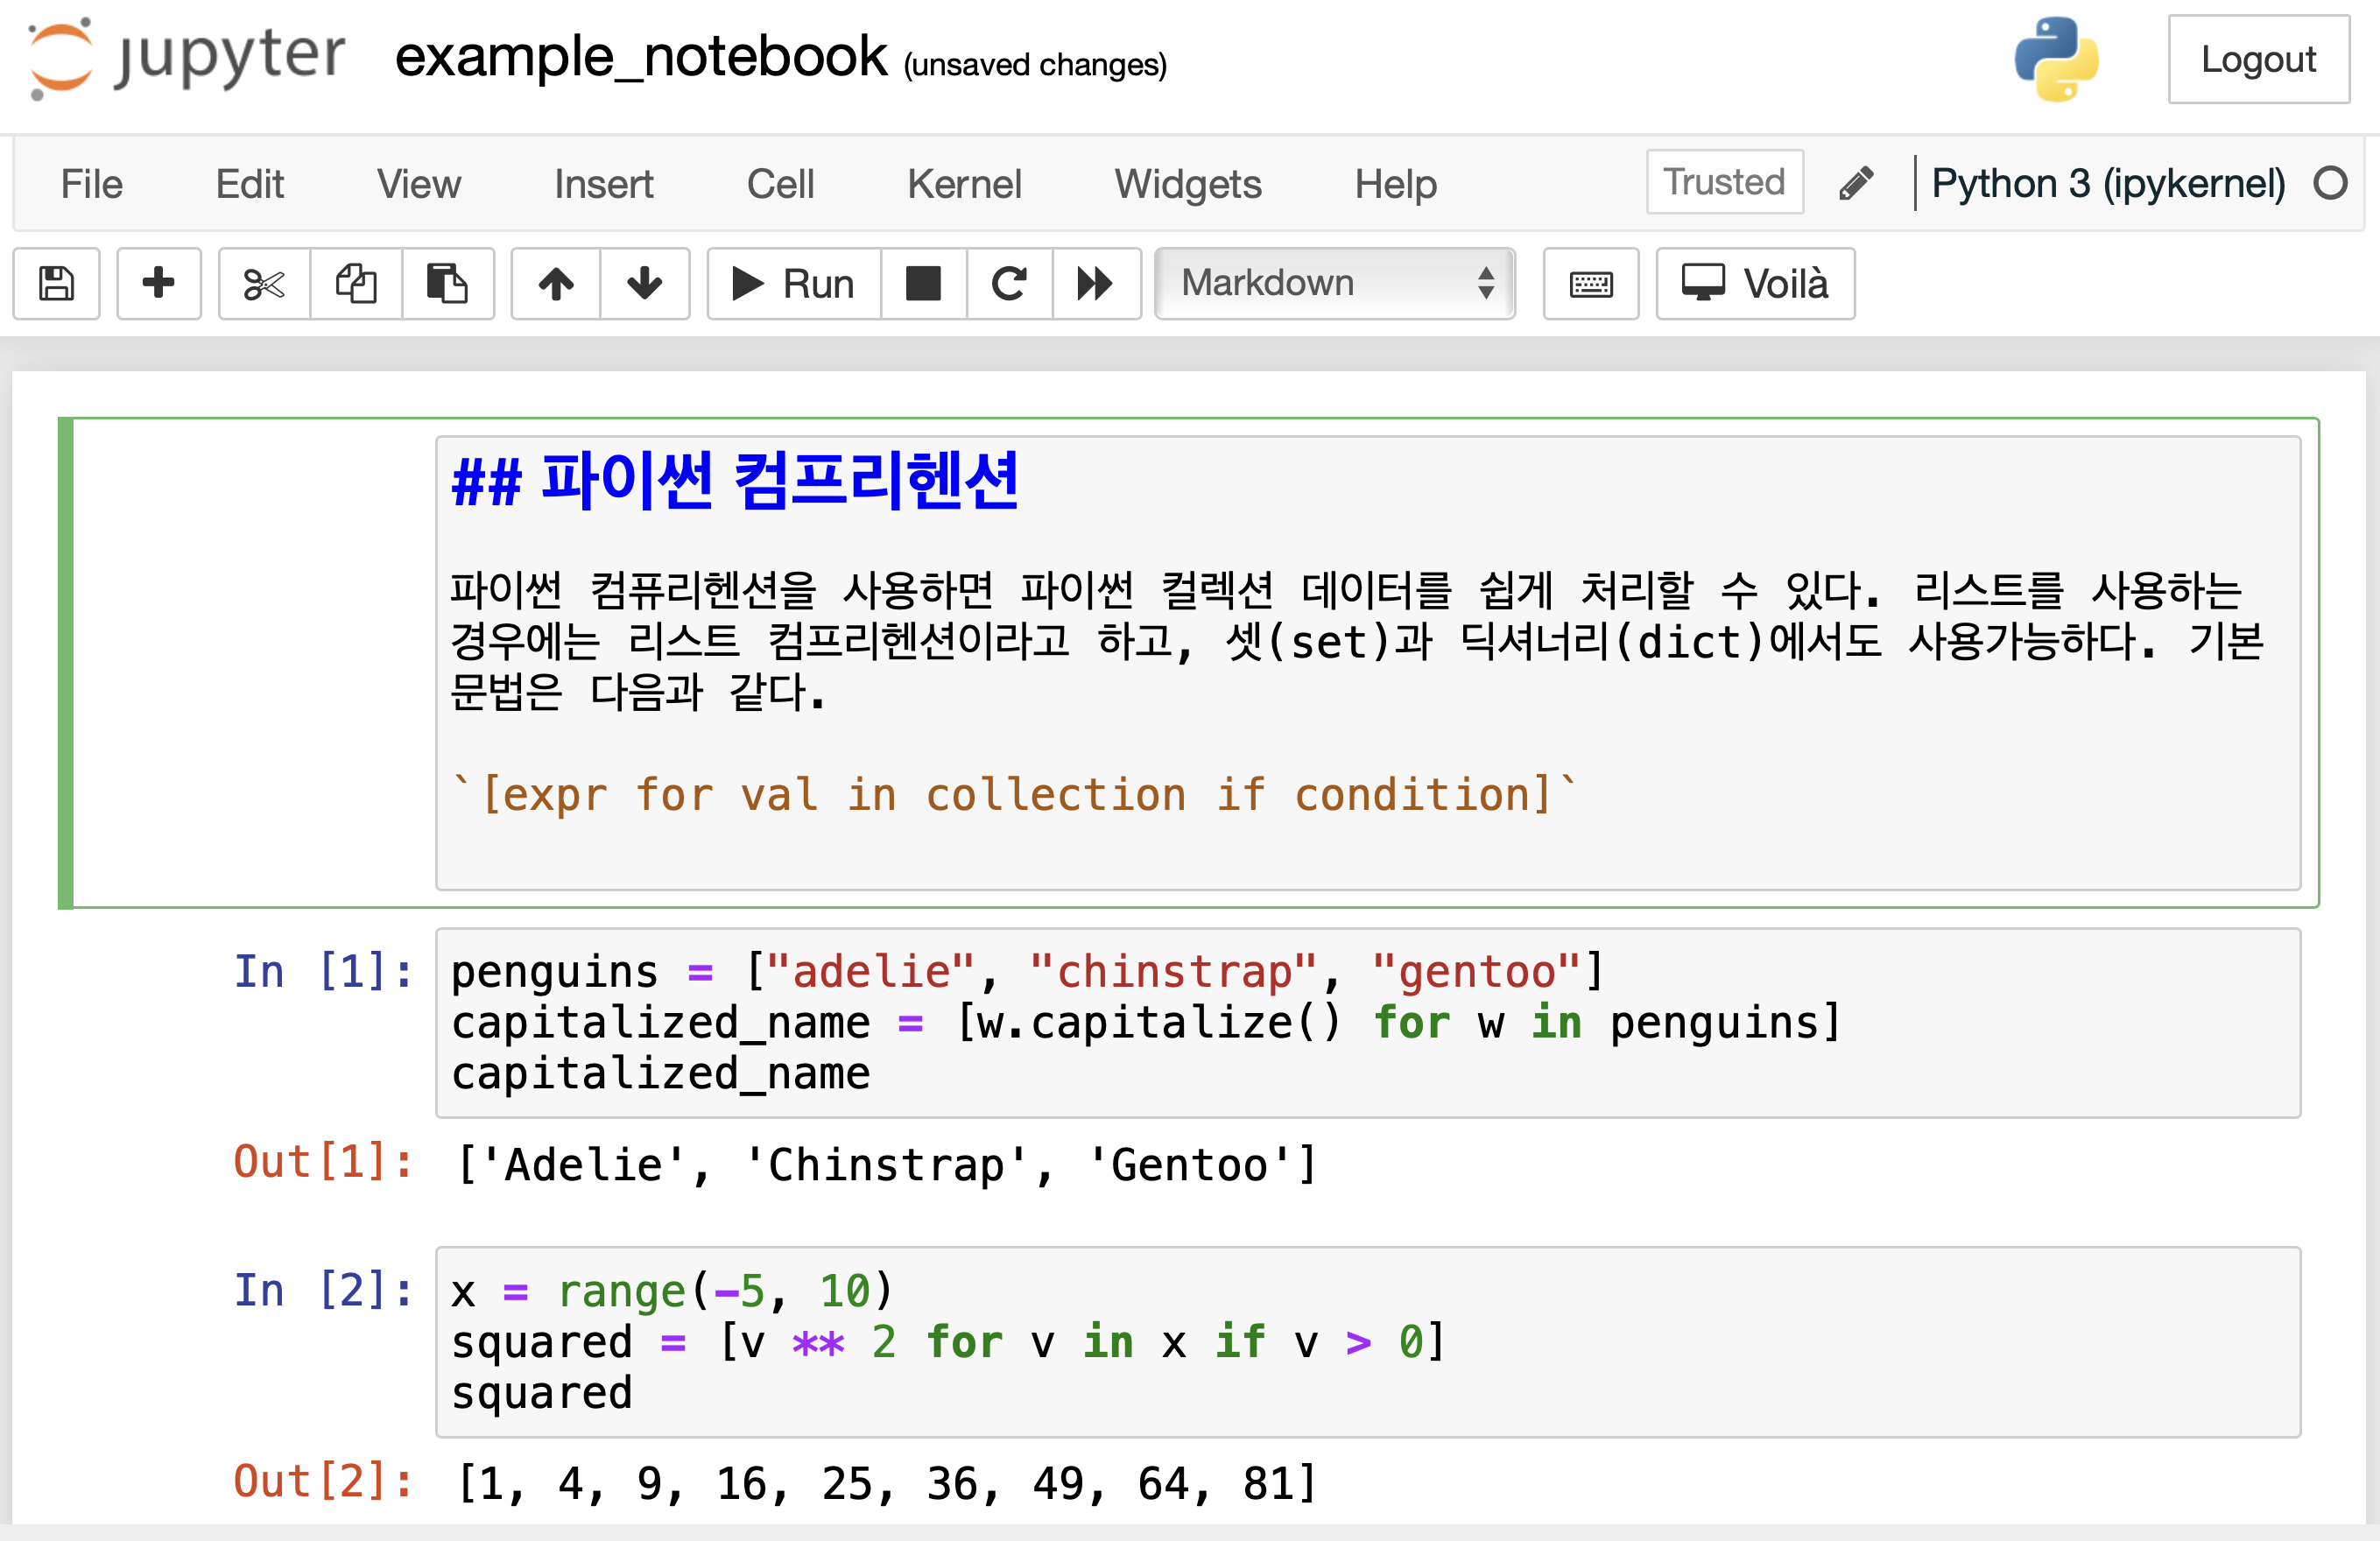 jupyter example_notebook (unsaved changes) Logout
File Edit View Insert Cell Kernel Widgets Help Trusted Python 3 (ipykernel)
Run Markdown Voilà
## 파이썬 컴프리헨션
파이썬 컴퓨리헨션을 사용하면 파이썬 컬렉션 데이터를 쉽게 처리할 수 있다. 리스트를 사용하는
경우에는 리스트 컴프리헨션이라고 하고, 셋(set)과 딕셔너리(dict)에서도 사용가능하다. 기본
문법은 다음과 같다.
`[expr for val in collection if condition]`
In [1]: penguins = ["adelie", "chinstrap", "gentoo"]
capitalized_name = [w.capitalize() for w in penguins]
capitalized_name
Out[1]: ['Adelie', 'Chinstrap', 'Gentoo']
In [2]: x = range(-5, 10)
squared = [v ** 2 for v in x if v > 0]
squared
Out[2]: [1, 4, 9, 16, 25, 36, 49, 64, 81]